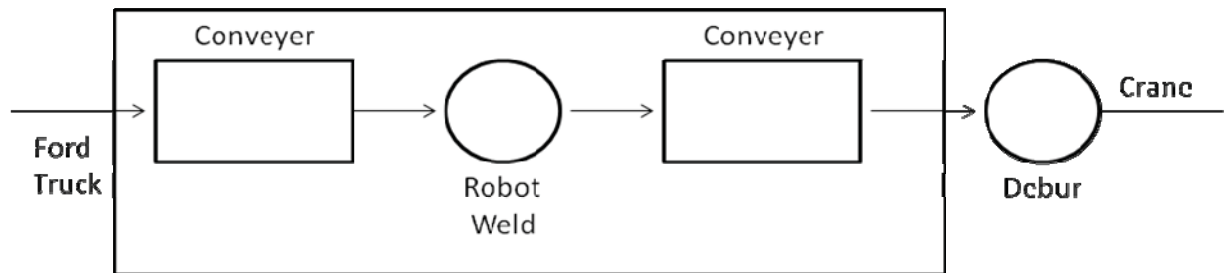 Conveyer
Conveyer
Crane
Ford
Truck
Robot
Weld
Debur